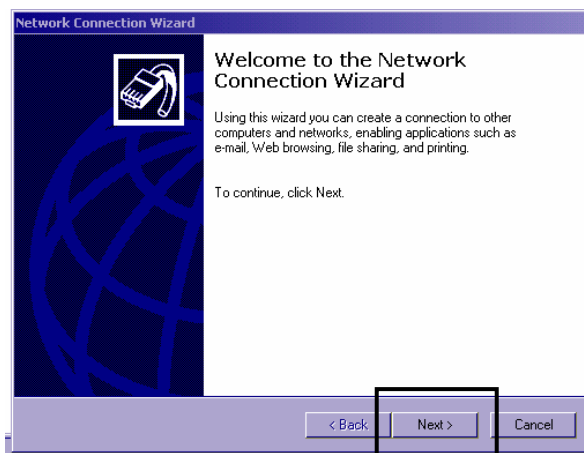 Network Connection Wizard
Welcome to the Network
Connection Wizard
Using this wizard you can create a connection to other
computers and networks, enabling applications such as
e-mail, Web browsing, file sharing, and printing.
To continue, click Next.
< Back
Next >
Cancel